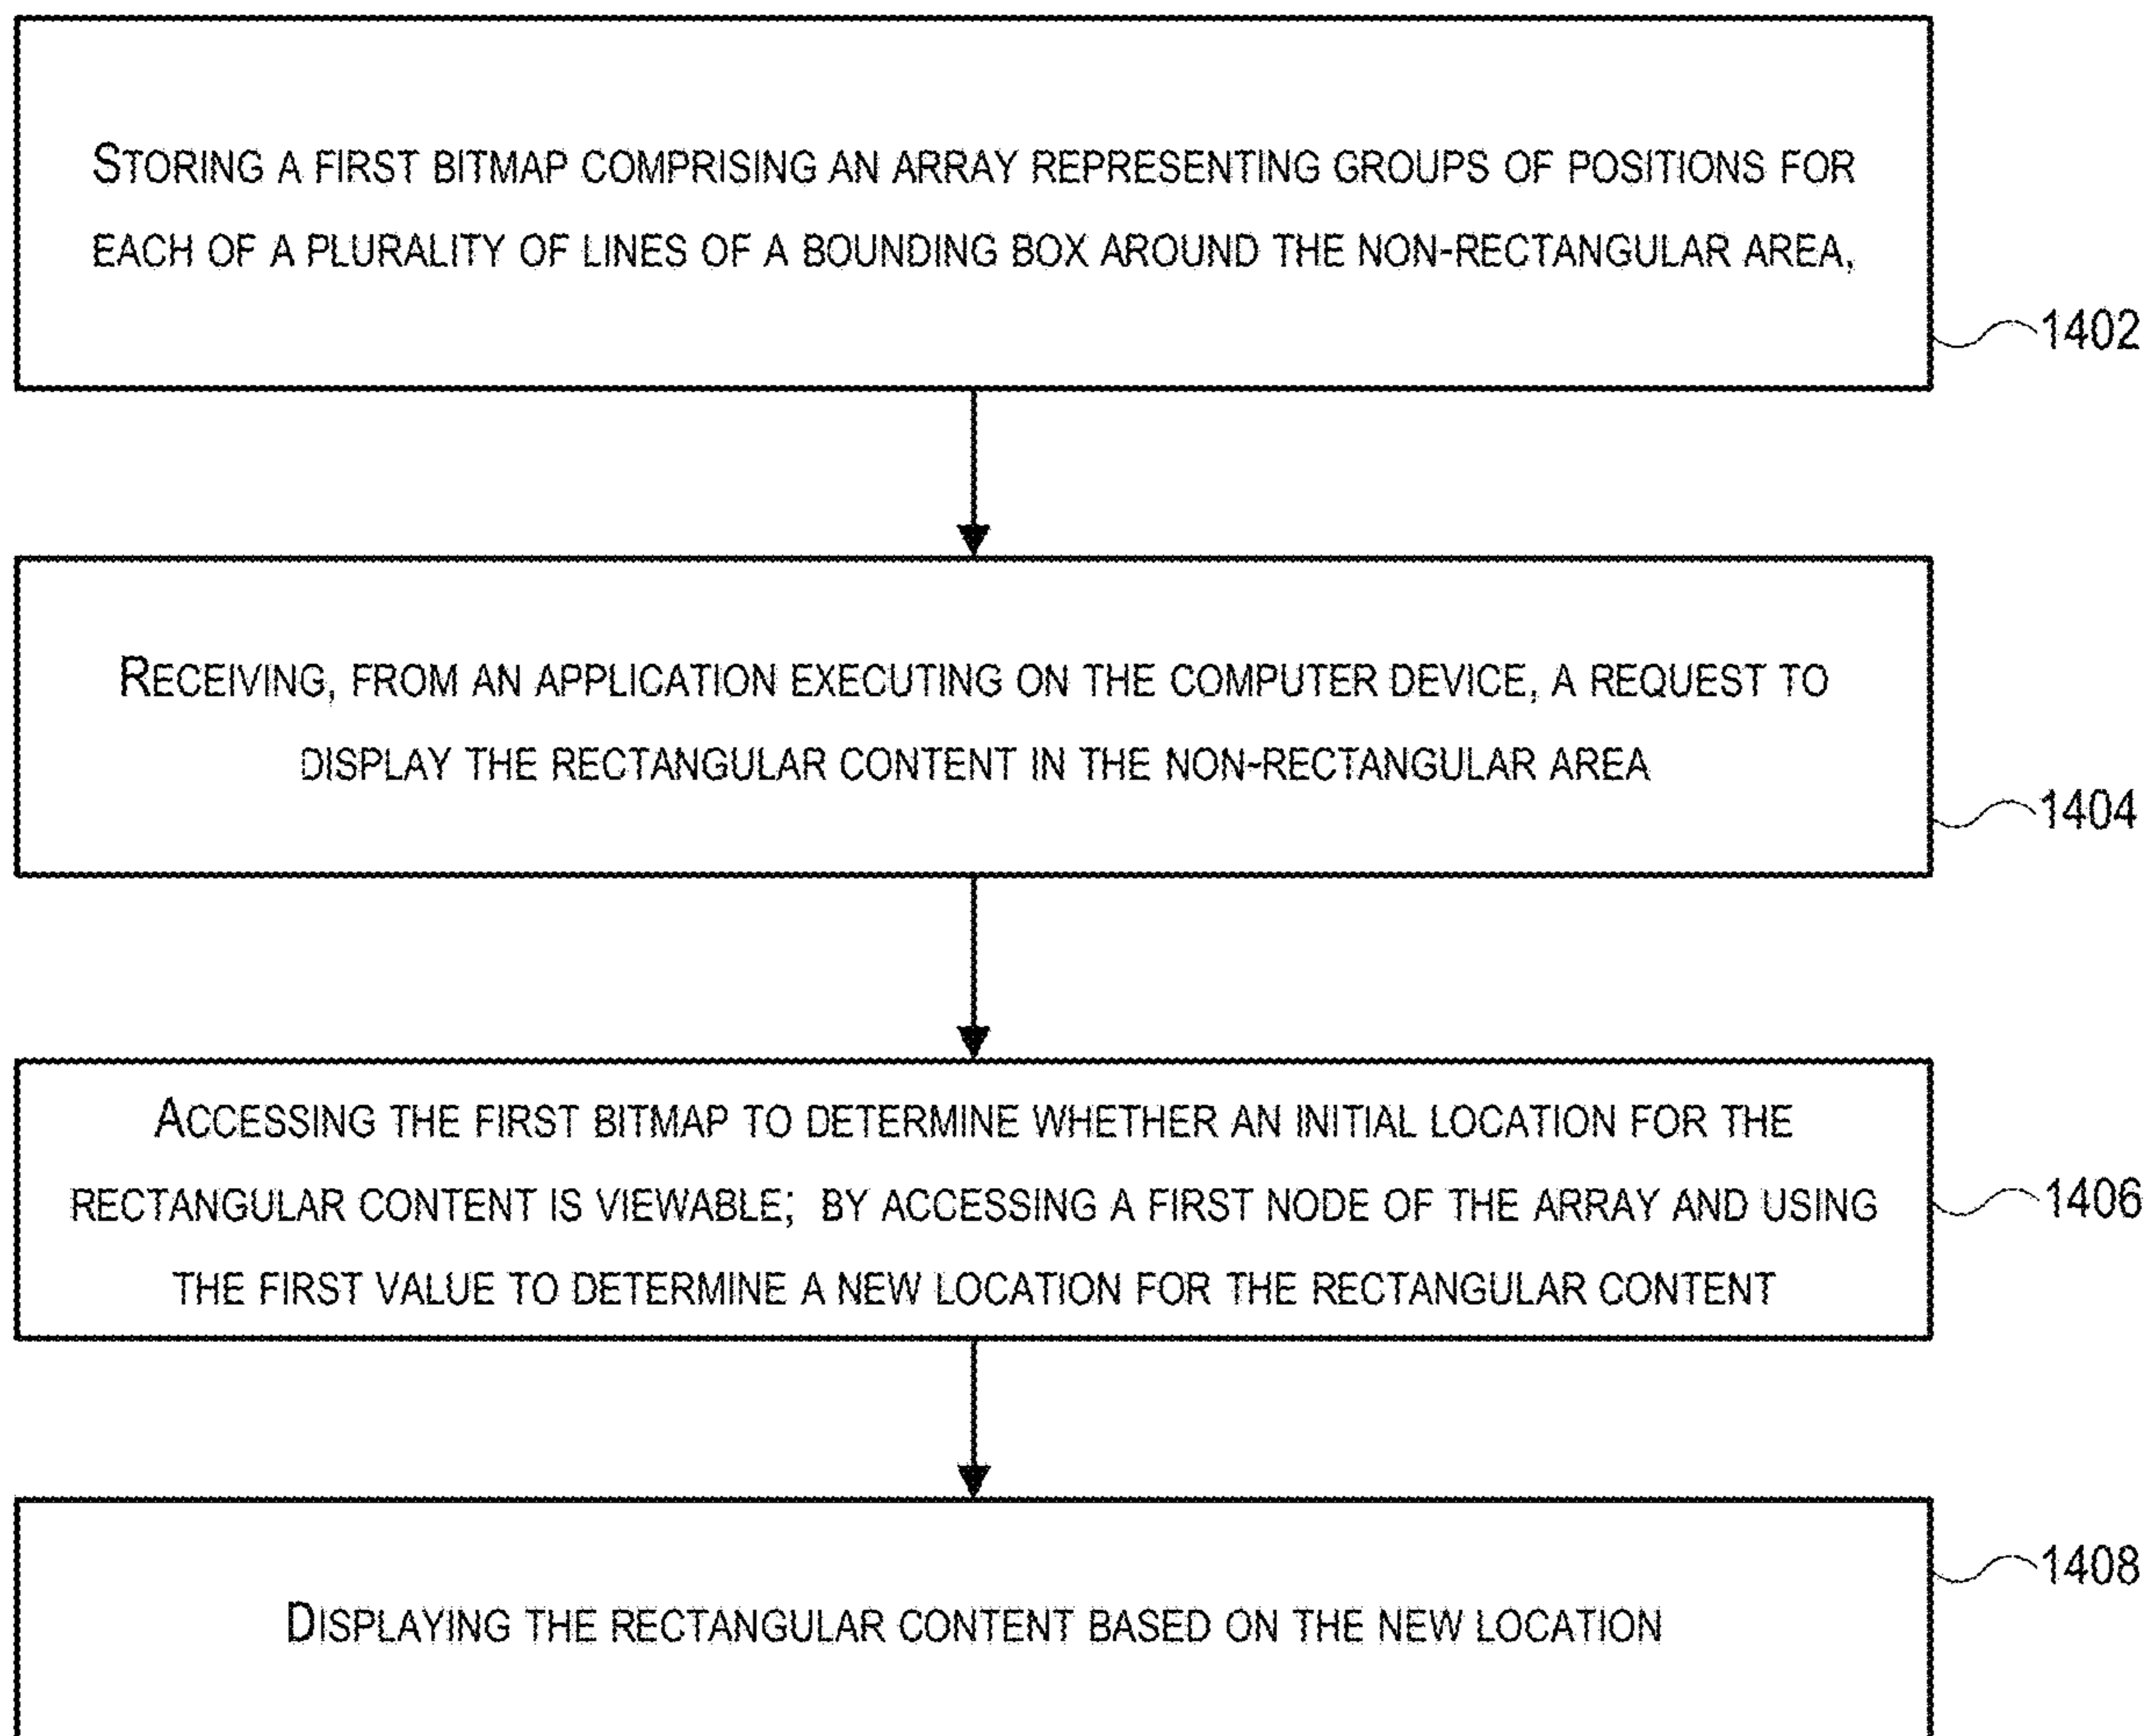 STORING A FIRST BITMAP COMPRISING AN ARRAY REPRESENTING GROUPS OF POSITIONS FOR
EACH OF A PLURALITY OF LINES OF A BOUNDING BOX AROUND THE NON-RECTANGULAR AREA,
1402
RECEIVING, FROM AN APPLICATION EXECUTING ON THE COMPUTER DEVICE, A REQUEST TO
DISPLAY THE RECTANGULAR CONTENT IN THE NON-RECTANGULAR AREA
1404
ACCESSING THE FIRST BITMAP TO DETERMINE WHETHER AN INITIAL LOCATION FOR THE
RECTANGULAR CONTENT IS VIEWABLE; BY ACCESSING A FIRST NODE OF THE ARRAY AND USING
THE FIRST VALUE TO DETERMINE A NEW LOCATION FOR THE RECTANGULAR CONTENT
1406
DISPLAYING THE RECTANGULAR CONTENT BASED ON THE NEW LOCATION
1408